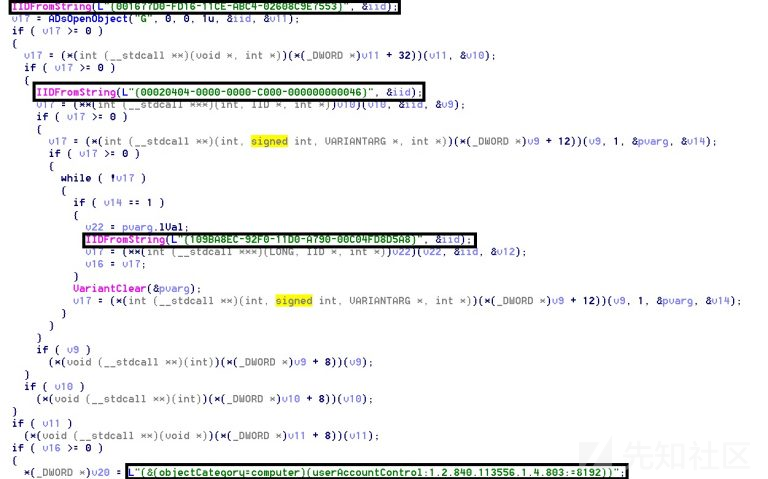 IIDFromString(L"(001677D0-FD16-11CE-ABC4-02608C9E7553)", &iid);
v17 = ADsOpenObject("G", 0, 0, 1u, &iid, &v11);
if ( v17 >= 0 )
{
v17 = (*(int (__stdcall **)(void *, int *))(*(_DWORD *)v11 + 32))(v11, &v10);
if ( v17 >= 0 )
{
IIDFromString(L"(00020404-0000-0000-C000-000000000046)", &iid);
v17 = (**(int (__stdcall ***)(int, IID *, int *))v10)(v10, &iid, &v9);
if ( v17 >= 0 )
{
v17 = (*(int (__stdcall **)(int, signed int, VARIANTARG *, int *))(*(_DWORD *)v9 + 12))(v9, 1, &pvarg, &v14);
if ( v17 >= 0 )
{
while ( !v17 )
{
if ( v14 == 1 )
{
v22 = pvarg.lVal;
IIDFromString(L"(109BA8EC-92F0-11D0-A790-00C04FD8D5A8)", &iid);
v17 = (**(int (__stdcall ***)(LONG, IID *, int *))v22)(v22, &iid, &v12);
v16 = v17;
}
VariantClear(&pvarg);
v17 = (*(int (__stdcall **)(int, signed int, VARIANTARG *, int *))(*(_DWORD *)v9 + 12))(v9, 1, &pvarg, &v14);
}
}
}
if ( v9 )
(*(void (__stdcall **)(int))(*(_DWORD *)v9 + 8))(v9);
}
if ( v10 )
(*(void (__stdcall **)(int))(*(_DWORD *)v10 + 8))(v10);
}
if ( v11 )
(*(void (__stdcall **)(void *))(*(_DWORD *)v11 + 8))(v11);
if ( v16 >= 0 )
{
*(_DWORD *)v20 = L"(&(objectCategory=computer)(userAccountControl:1.2.840.113556.1.4.803:=8192))";
先知社区